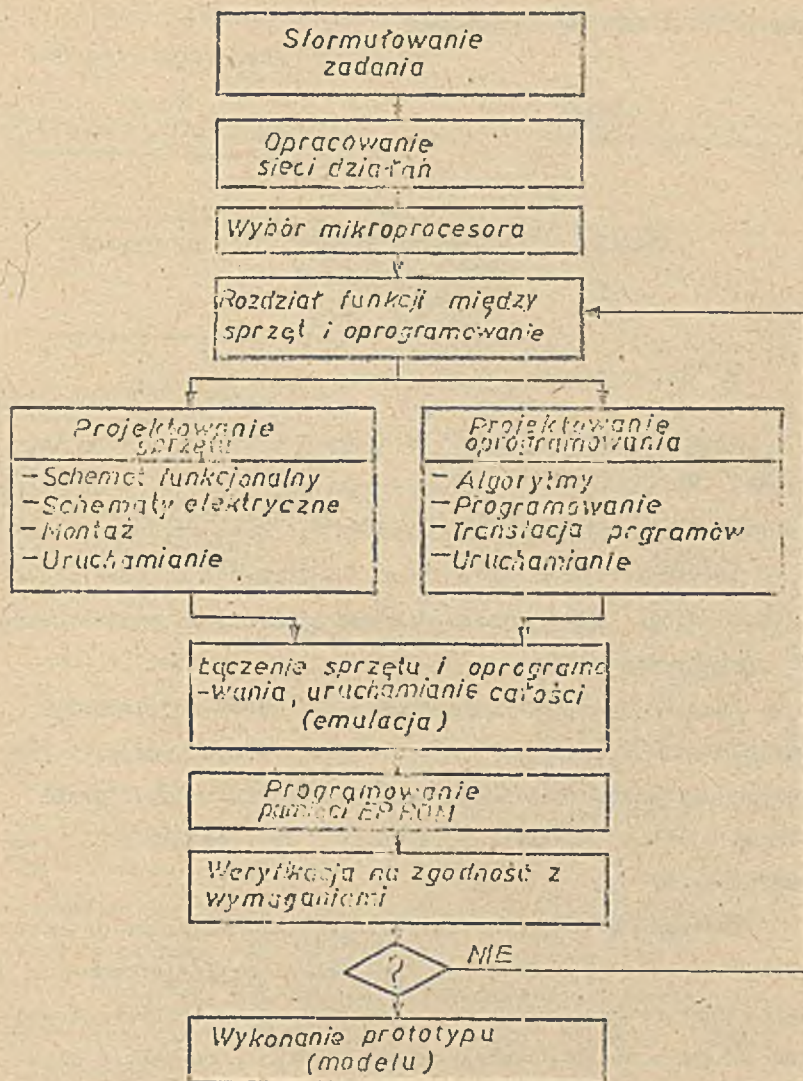 Sformułowanie
zadania
Opracowanie
sieci działań
Wybór mikroprocesora
Rozdział funkcji między
sprzęt i oprogramowanie
Projektowanie
sprzętu
- Schemat funkcjonalny
- Schematy elektryczne
- Montaż
- Uruchamianie
Projektowanie
oprogramowania
- Algorytmy
- Programowanie
- Translacja prgramów
- Uruchamianie
Łączenie sprzętu i oprogramo
-wania, uruchamianie całości
(emulacja)
Programowanie
pamięci EPROM
Weryfikacja na zgodność z
wymaganiami
?
NIE
Wykonanie prototypu
(modelu)